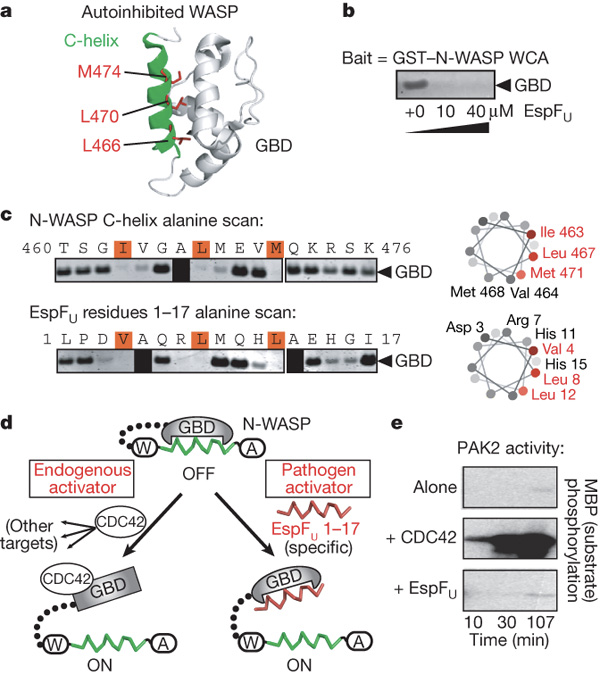 a
Autoinhibited WASP
C-helix
M474
L470
L466
GBD
b
Bait = GST–N-WASP WCA
GBD
+0 10 40 μM EspFU
c
N-WASP C-helix alanine scan:
460 T S G I V G A L M E V M Q K R S K 476
GBD
Ile 463
Leu 467
Met 471
Met 468 Val 464
EspFU residues 1–17 alanine scan:
1 L P D V A Q R L M Q H L A E H G I 17
GBD
Asp 3 Arg 7
His 11
Val 4
His 15
Leu 8
Leu 12
d
GBD N-WASP
W A
OFF
Endogenous activator
Pathogen activator
(Other targets)
CDC42
EspFU 1–17
(specific)
CDC42 GBD
GBD
W A
W A
ON
ON
e
PAK2 activity:
Alone
+ CDC42
+ EspFU
10 30 107
Time (min)
MBP (substrate)
phosphorylation